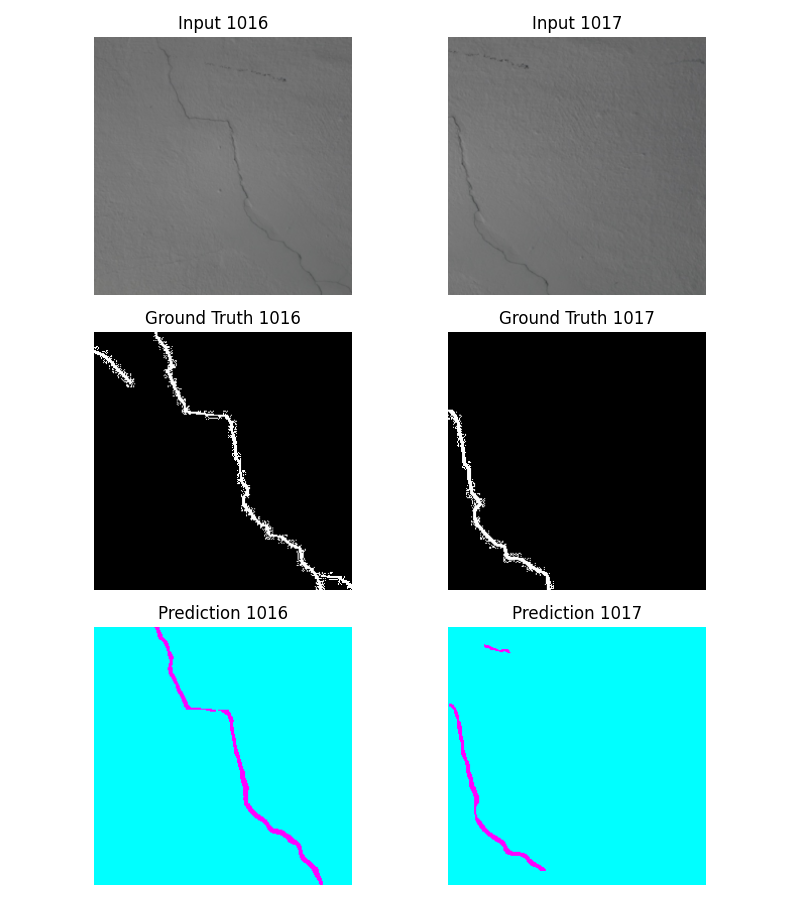 Input 1016
Input 1017
Ground Truth 1016
Ground Truth 1017
Prediction 1016
Prediction 1017